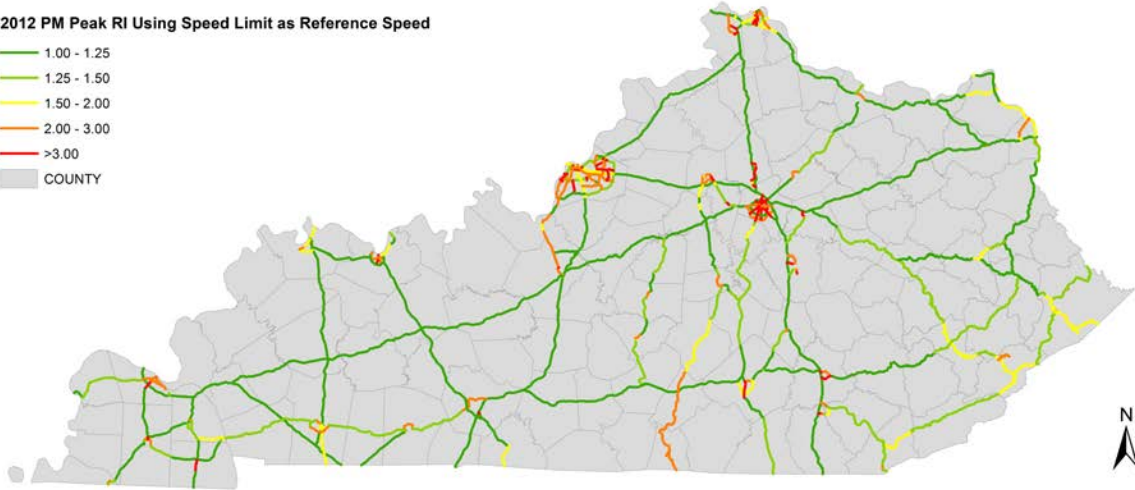 2012 PM Peak RI Using Speed Limit as Reference Speed
1.00 - 1.25
1.25 - 1.50
1.50 - 2.00
2.00 - 3.00
>3.00
COUNTY
N